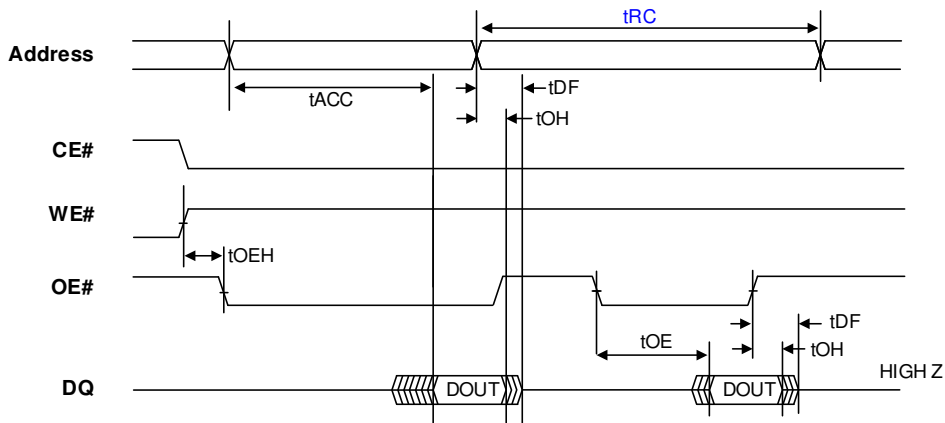 tRC
Address
tACC
tDF
tOH
CE#
WE#
tOEH
OE#
tDF
tOE
tOH
HIGH Z
DQ
DOUT
DOUT